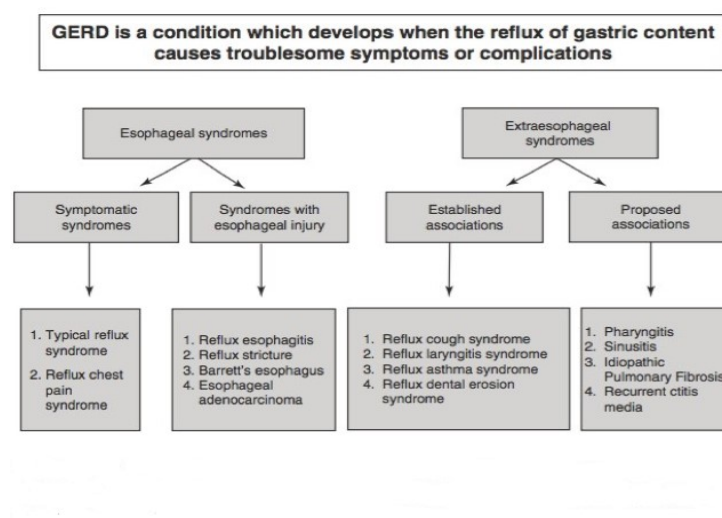 GERD is a condition which develops when the reflux of gastric content
causes troublesome symptoms or complications
Esophageal syndromes
Extraesophageal
syndromes
Symptomatic
syndromes
Syndromes with
esophageal injury
Established
associations
Proposed
associations
1. Typical reflux
syndrome
2. Reflux chest
pain
syndrome
1. Reflux esophagitis
2. Reflux stricture
3. Barrett's esophagus
4. Esophageal
adenocarcinoma
1. Reflux cough syndrome
2. Reflux laryngitis syndrome
3. Reflux asthma syndrome
4. Reflux dental erosion
syndrome
1. Pharyngitis
2. Sinusitis
3. Idiopathic
Pulmonary Fibrosis
4. Recurrent ctitis
media